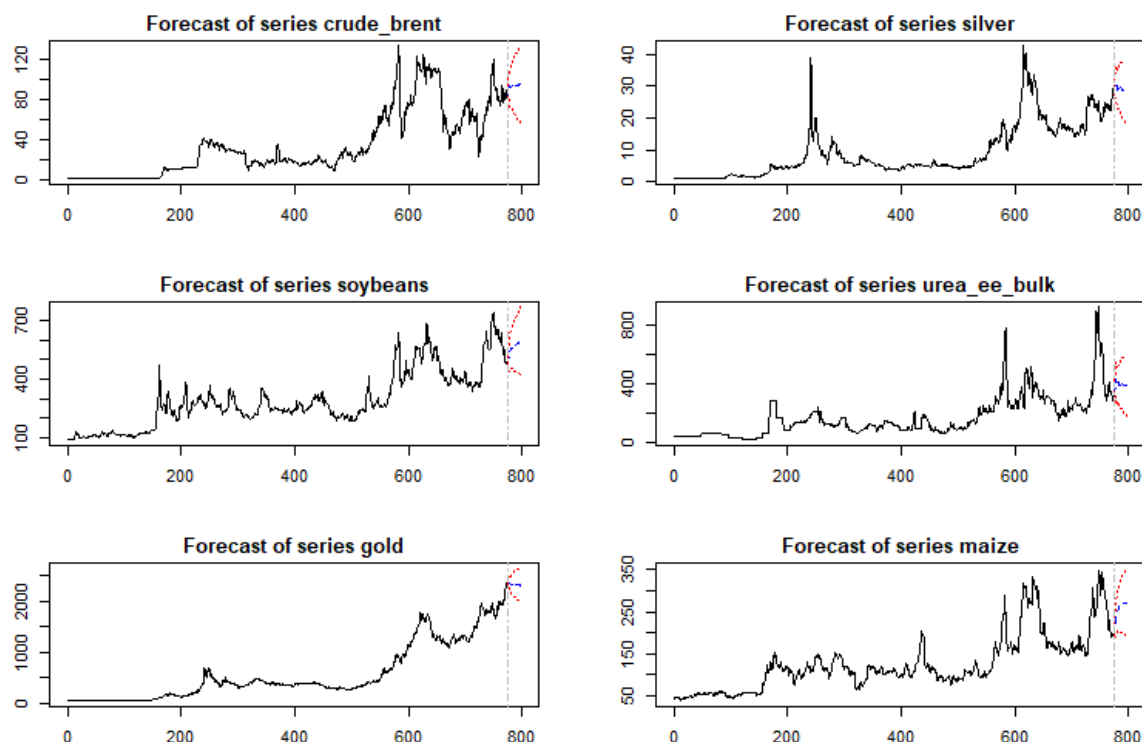 Forecast of series crude_brent
0 40 80 120
0 200 400 600 800
Forecast of series silver
0 10 20 30 40
0 200 400 600 800
Forecast of series soybeans
100 400 700
0 200 400 600 800
Forecast of series urea_ee_bulk
0 400 800
0 200 400 600 800
Forecast of series gold
0 1000 2000
0 200 400 600 800
Forecast of series maize
50 150 250 350
0 200 400 600 800